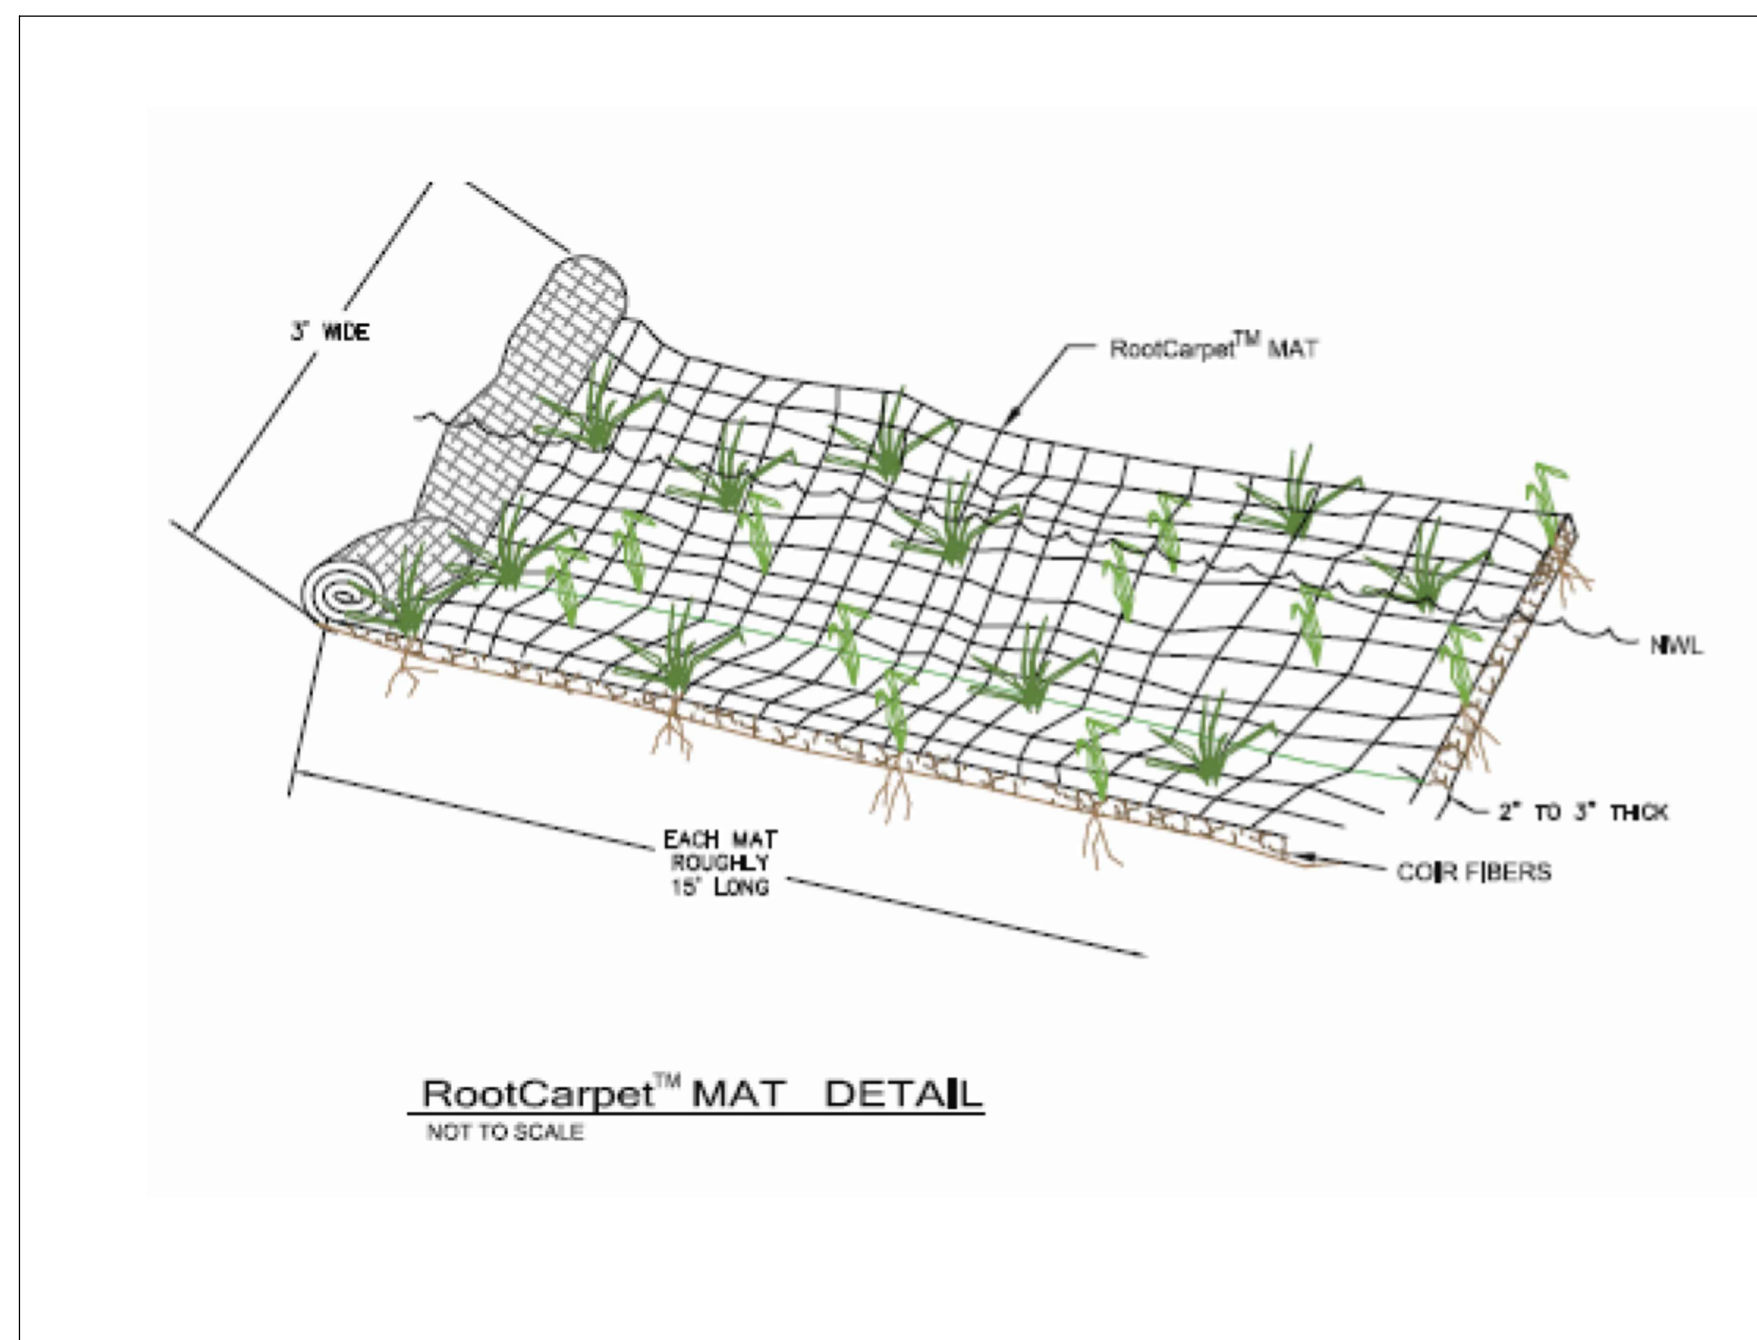 3" WIDE
RootCarpet™ MAT
NWL
2" TO 3" THICK
EACH MAT
ROUGHLY
15' LONG
COIR FIBERS
RootCarpet™ MAT DETAIL
NOT TO SCALE